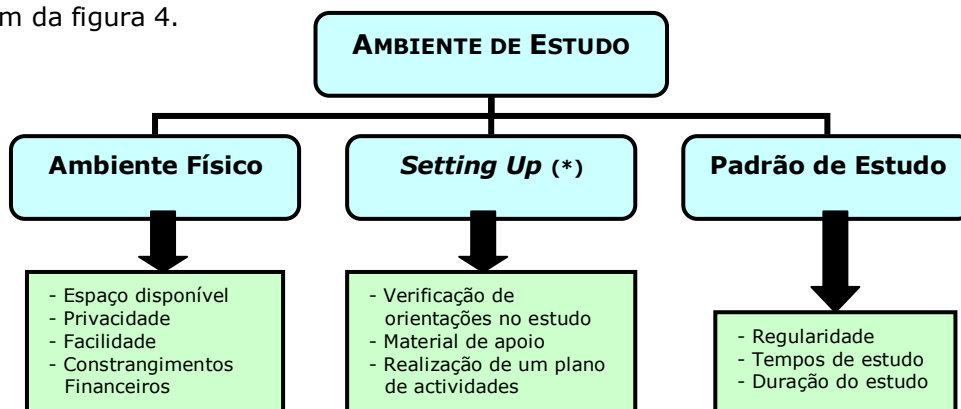 m da figura 4.
AMBIENTE DE ESTUDO
Ambiente Físico
Setting Up (*)
Padrão de Estudo
- Espaço disponível
- Privacidade
- Facilidade
- Constrangimentos
Financeiros
- Verificação de
orientações no estudo
- Material de apoio
- Realização de um plano
de actividades
- Regularidade
- Tempos de estudo
- Duração do estudo